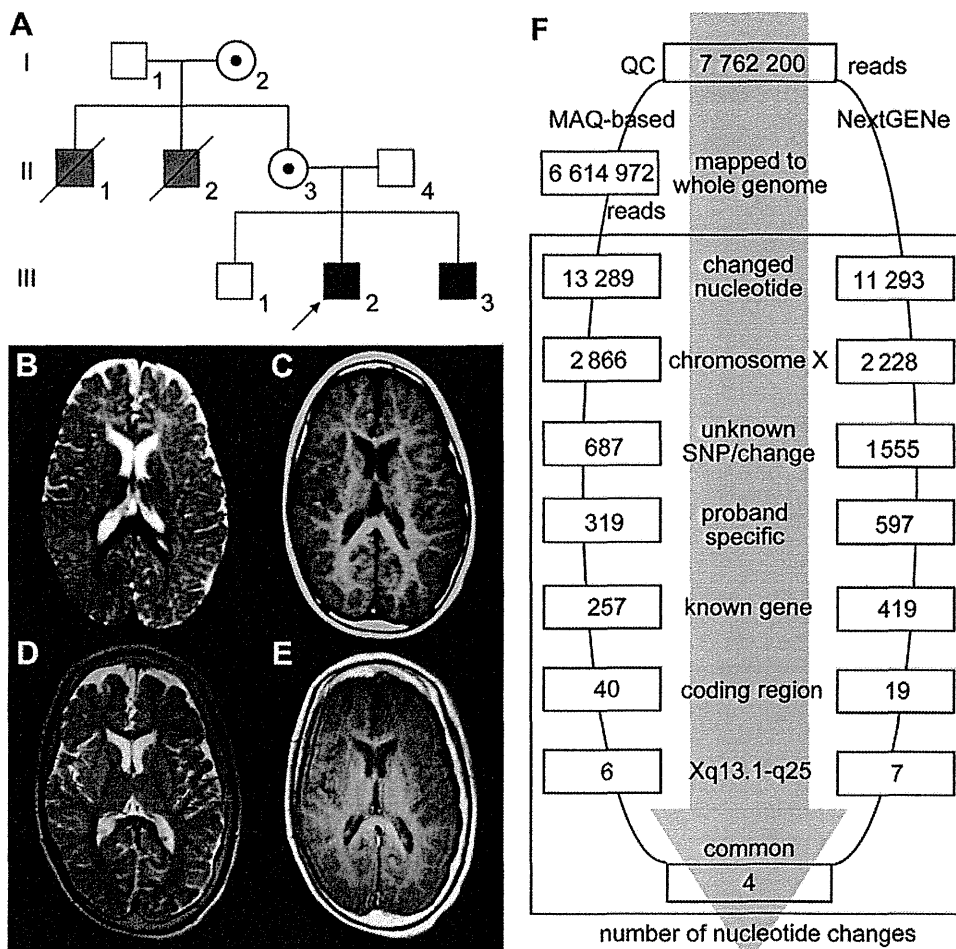 A
I
1
2
II
1
2
3
4
III
1
2
3
B
C
D
E
F
QC 7 762 200 reads
MAQ-based NextGENe
6 614 972 mapped to whole genome
reads
13 289 changed nucleotide 11 293
2 866 chromosome X 2 228
687 unknown SNP/change 1 555
319 proband specific 597
257 known gene 419
40 coding region 19
6 Xq13.1-q25 7
common
4
number of nucleotide changes